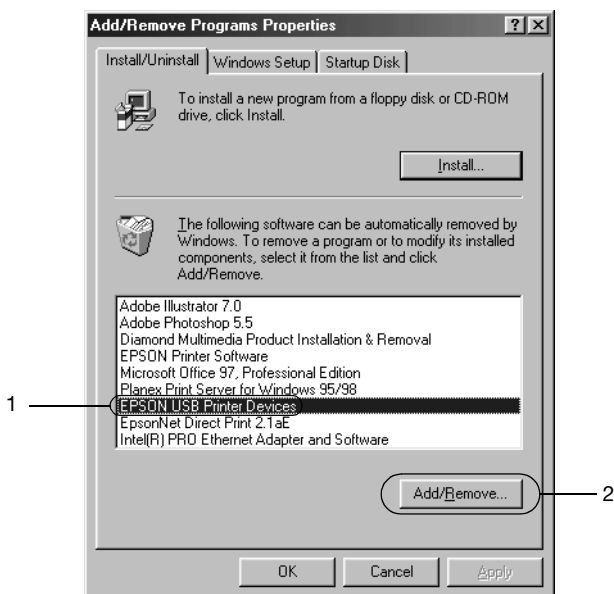 Add/Remove Programs Properties
Install/Uninstall
Windows Setup
Startup Disk
To install a new program from a floppy disk or CD-ROM
drive, click Install.
Install...
The following software can be automatically removed by
Windows. To remove a program or to modify its installed
components, select it from the list and click
Add/Remove.
Adobe Illustrator 7.0
Adobe Photoshop 5.5
Diamond Multimedia Product Installation & Removal
EPSON Printer Software
Microsoft Office 97, Professional Edition
Planex Print Server for Windows 95/98
1
EPSON USB Printer Devices
EpsonNet Direct Print 2.1aE
Intel(R) PRO Ethernet Adapter and Software
Add/Remove...
2
OK
Cancel
Apply